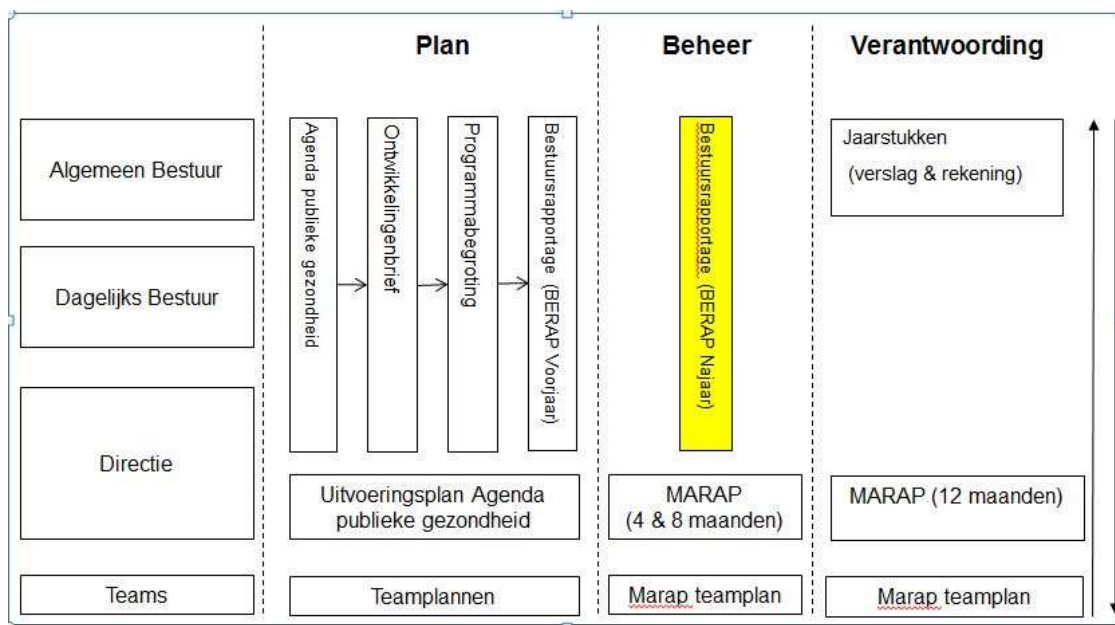 Plan
Beheer
Verantwoording
Algemeen Bestuur
Dagelijks Bestuur
Directie
Teams
Agenda publieke gezondheid
Ontwikkelingenbrief
Programmabegroting
Bestuursrapportage (BERAP Voorjaar)
Uitvoeringsplan Agenda
publieke gezondheid
Teamplannen
Bestuursrapportage (BERAP Najaar)
MARAP
(4 & 8 maanden)
Marap teamplan
Jaarstukken
(verslag & rekening)
MARAP (12 maanden)
Marap teamplan